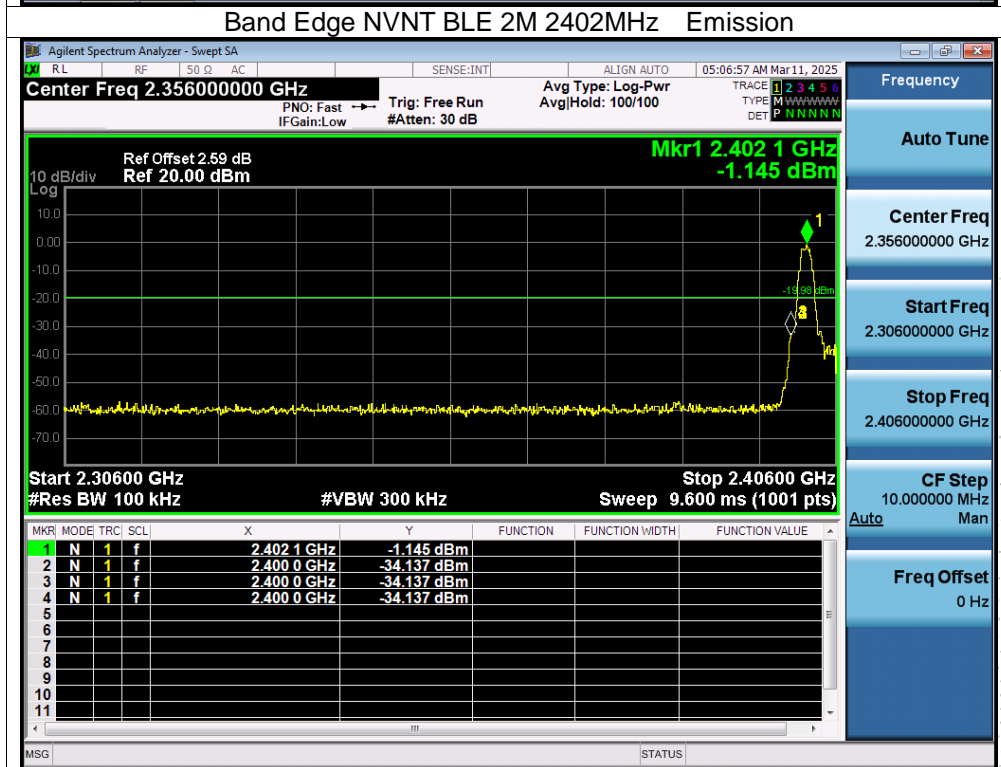 Band Edge NVNT BLE 2M 2402MHz Emission
Agilent Spectrum Analyzer - Swept SA
LXI RL RF 50 Ω AC SENSE:INT ALIGN AUTO 05:06:57 AM Mar 11, 2025
Center Freq 2.356000000 GHz
PNO: Fast
IFGain:Low
Trig: Free Run
#Atten: 30 dB
Avg Type: Log-Pwr
Avg|Hold: 100/100
TRACE 1 2 3 4 5 6
TYPE M WWWWW
DET P N N N N N
Ref Offset 2.59 dB
10 dB/div Ref 20.00 dBm
Log
Mkr1 2.402 1 GHz
-1.145 dBm
10.0
0.00
-10.0
-20.0
-30.0
-40.0
-50.0
-60.0
-70.0
1
-19.98 dBm
Start 2.30600 GHz Stop 2.40600 GHz
#Res BW 100 kHz #VBW 300 kHz Sweep 9.600 ms (1001 pts)
MKR MODE TRC SCL X Y FUNCTION FUNCTION WIDTH FUNCTION VALUE
1 N 1 f 2.402 1 GHz -1.145 dBm
2 N 1 f 2.400 0 GHz -34.137 dBm
3 N 1 f 2.400 0 GHz -34.137 dBm
4 N 1 f 2.400 0 GHz -34.137 dBm
5
6
7
8
9
10
11
MSG STATUS
Frequency
Auto Tune
Center Freq
2.356000000 GHz
Start Freq
2.306000000 GHz
Stop Freq
2.406000000 GHz
CF Step
10.000000 MHz
Auto Man
Freq Offset
0 Hz